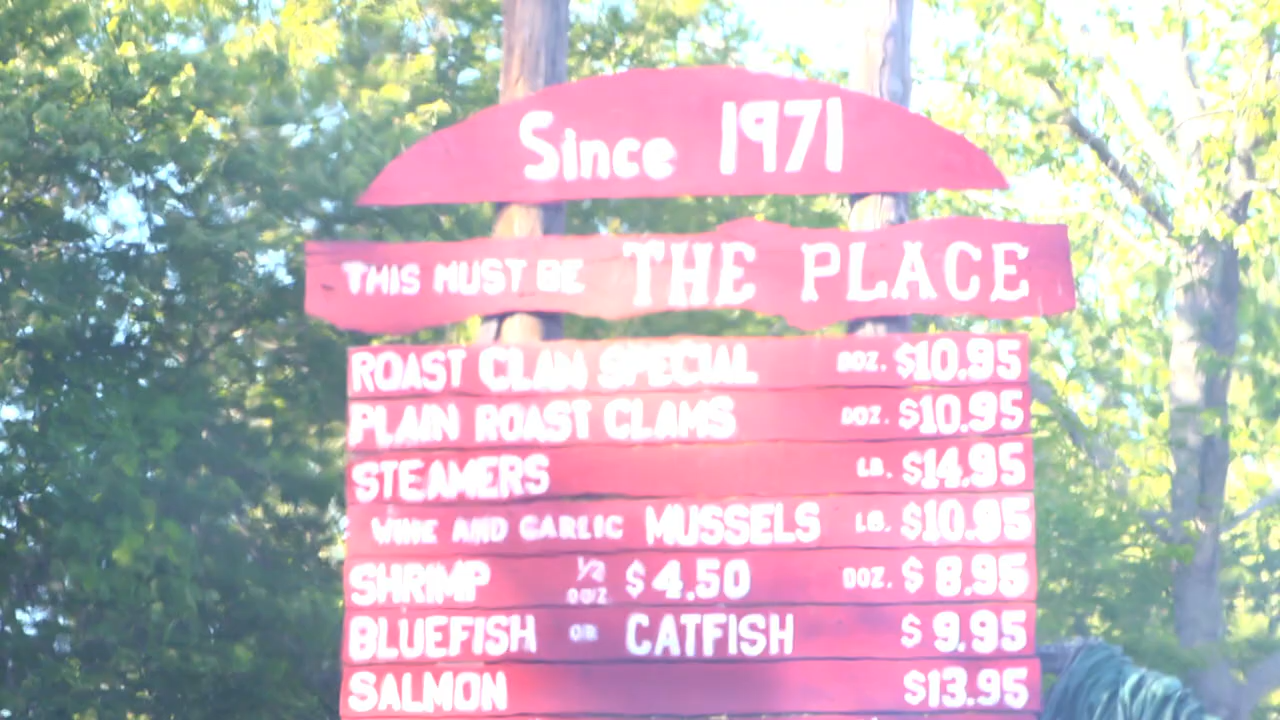 Since 1971
THIS MUST BE THE PLACE
ROAST CLAM SPECIAL DOZ. $10.95
PLAIN ROAST CLAMS DOZ. $10.95
STEAMERS LB. $14.95
WINE AND GARLIC MUSSELS LB. $10.95
SHRIMP 1/2 DOZ. $4.50 DOZ. $8.95
BLUEFISH OR CATFISH $9.95
SALMON $13.95